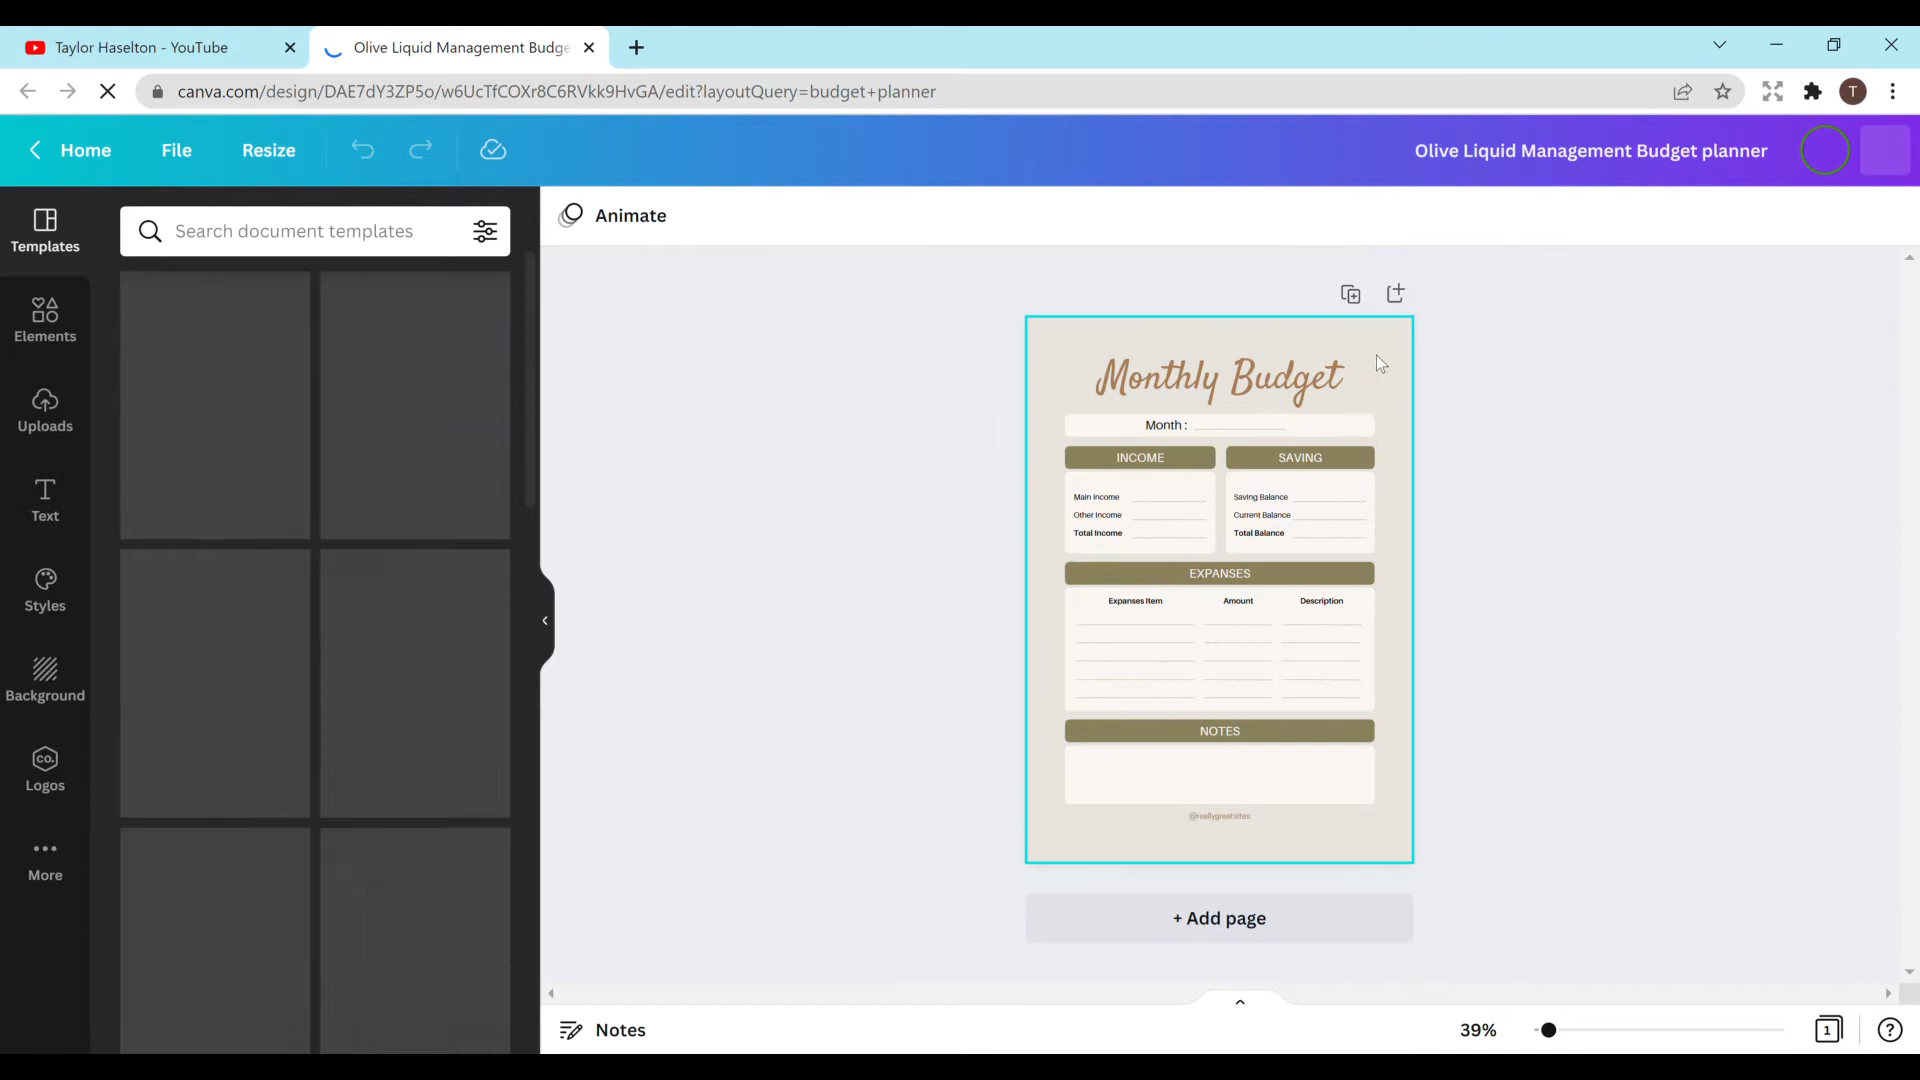 Taylor Haselton - YouTube
Olive Liquid Management Budge
canva.com/design/DAE7dY3ZP5o/w6UcTfCOXr8C6RVkk9HvGA/edit?layoutQuery=budget+planner
T
Home
File
Resize
Olive Liquid Management Budget planner
Templates
Search document templates
Animate
Elements
Uploads
Text
Styles
Background
co.
Logos
More
Monthly Budget
Month :
INCOME
SAVING
Main Income
Saving Balance
Other Income
Current Balance
Total Income
Total Balance
EXPANSES
Expanses Item
Amount
Description
NOTES
@reallygreatsites
+ Add page
Notes
39%
1
?